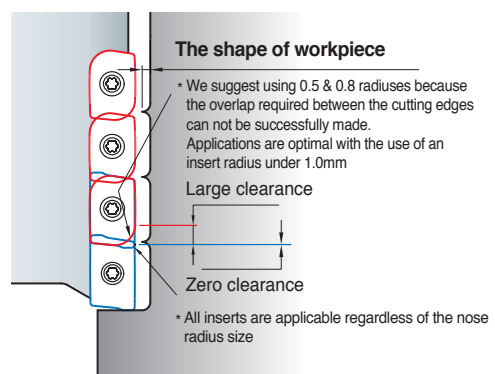 The shape of workpiece
* We suggest using 0.5 & 0.8 radiuses because
the overlap required between the cutting edges
can not be successfully made.
Applications are optimal with the use of an
insert radius under 1.0mm
Large clearance
Zero clearance
* All inserts are applicable regardless of the nose
radius size